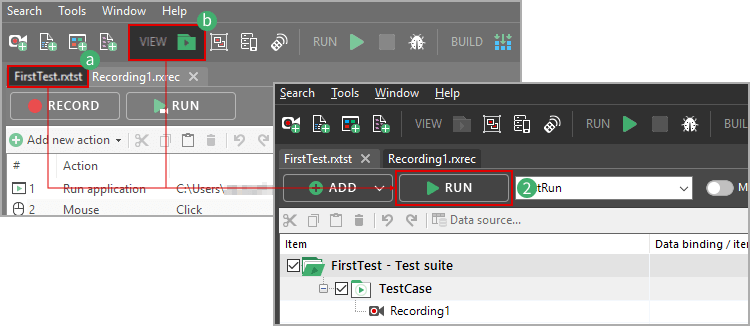 Search Tools Window Help
b
VIEW RUN BUILD
a
FirstTest.rxtst Recording1.rxrec
RECORD RUN
Add new action
# Action
1 Run application C:\Users\
2 Mouse Click
Search Tools Window Help
VIEW RUN BUILD
FirstTest.rxtst Recording1.rxrec
ADD RUN 2 tRun M
Data source...
Item Data binding / ite
FirstTest - Test suite
TestCase
Recording1